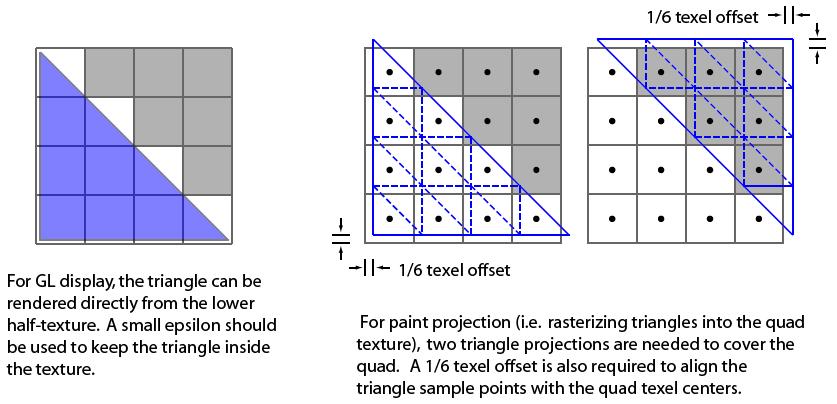 1/6 texel offset
1/6 texel offset
For GL display, the triangle can be
rendered directly from the lower
half-texture. A small epsilon should
be used to keep the triangle inside
the texture.
For paint projection (i.e. rasterizing triangles into the quad
texture), two triangle projections are needed to cover the
quad. A 1/6 texel offset is also required to align the
triangle sample points with the quad texel centers.